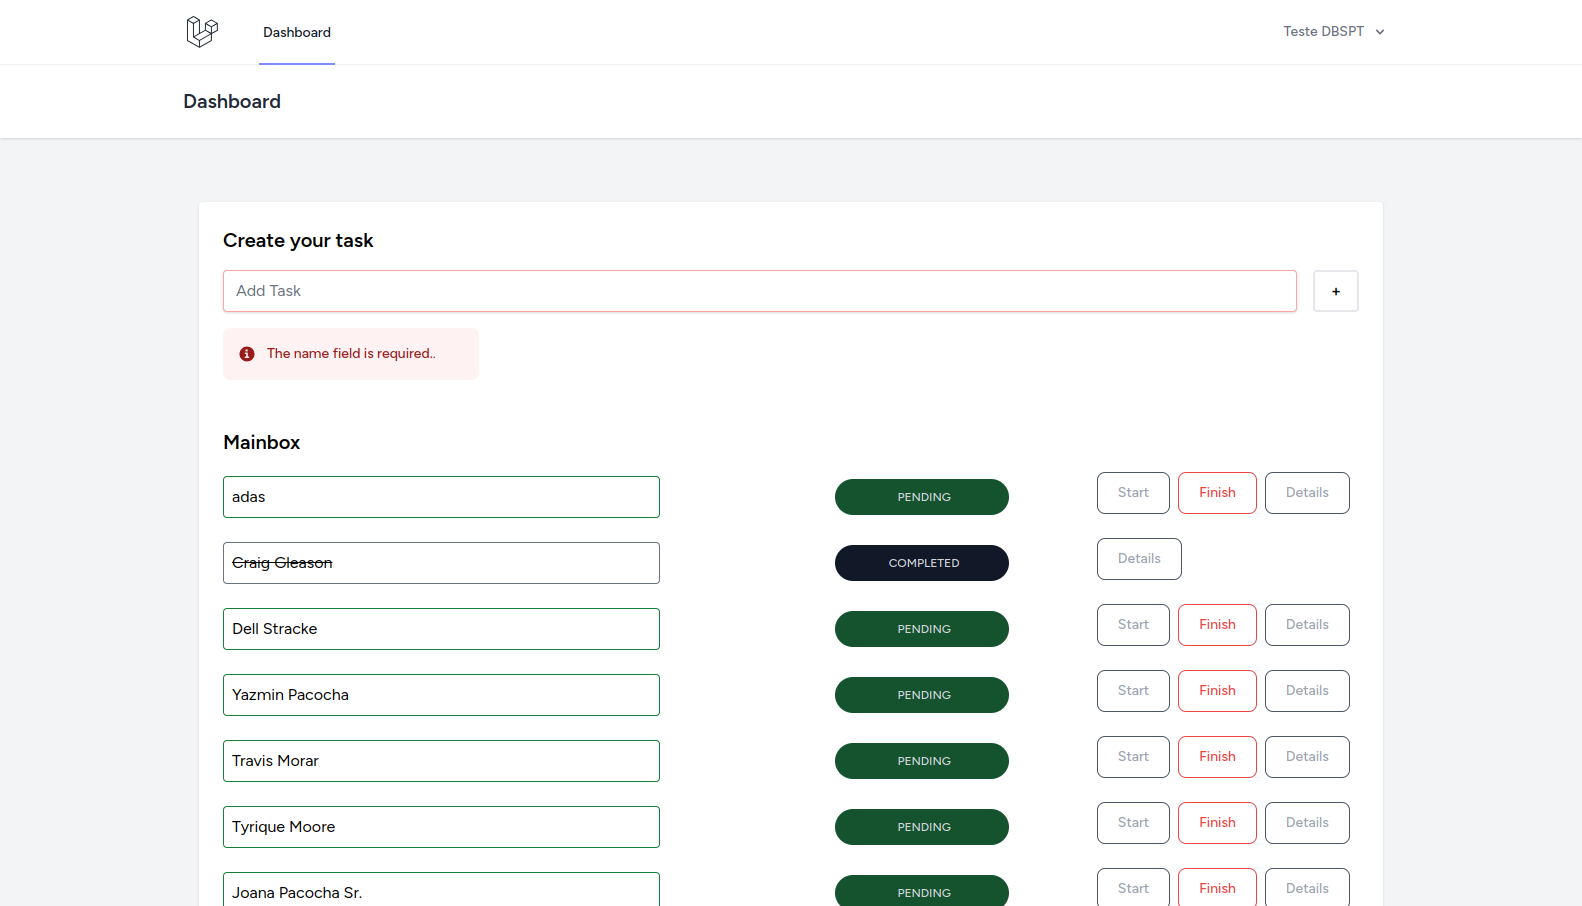 Dashboard
Teste DBSPT
Dashboard
Create your task
Add Task
+
The name field is required..
Mainbox
adas PENDING Start Finish Details
Craig Gleason COMPLETED Details
Dell Stracke PENDING Start Finish Details
Yazmin Pacocha PENDING Start Finish Details
Travis Morar PENDING Start Finish Details
Tyrique Moore PENDING Start Finish Details
Joana Pacocha Sr. PENDING Start Finish Details